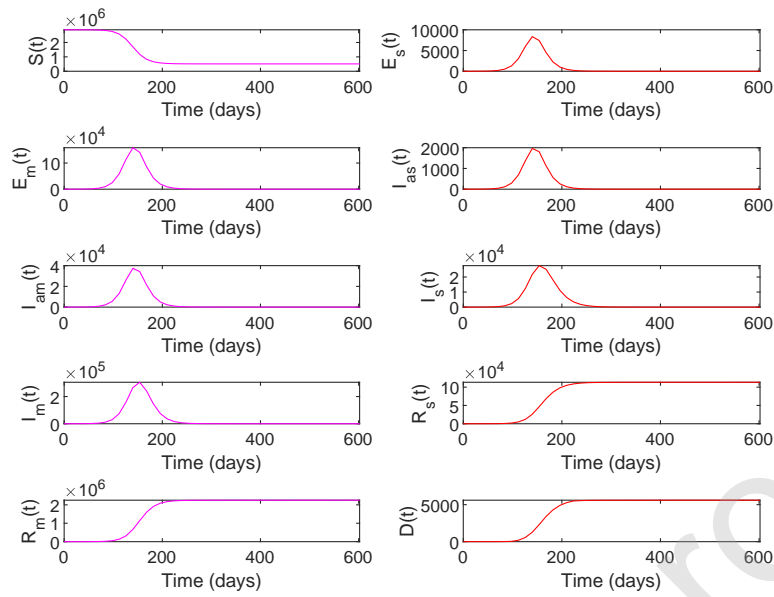 ×10^6
S(t)
2
1
0
0 200 400 600
Time (days)
E_s(t)
10000
5000
0
0 200 400 600
Time (days)
×10^4
E_m(t)
10
0
0 200 400 600
Time (days)
I_as(t)
2000
1000
0
0 200 400 600
Time (days)
×10^4
I_am(t)
4
2
0
0 200 400 600
Time (days)
×10^4
I_s(t)
2
1
0
0 200 400 600
Time (days)
×10^5
I_m(t)
2
0
0 200 400 600
Time (days)
×10^4
R_s(t)
10
5
0
0 200 400 600
Time (days)
×10^6
R_m(t)
2
1
0
0 200 400 600
Time (days)
D(t)
5000
0
0 200 400 600
Time (days)
ro